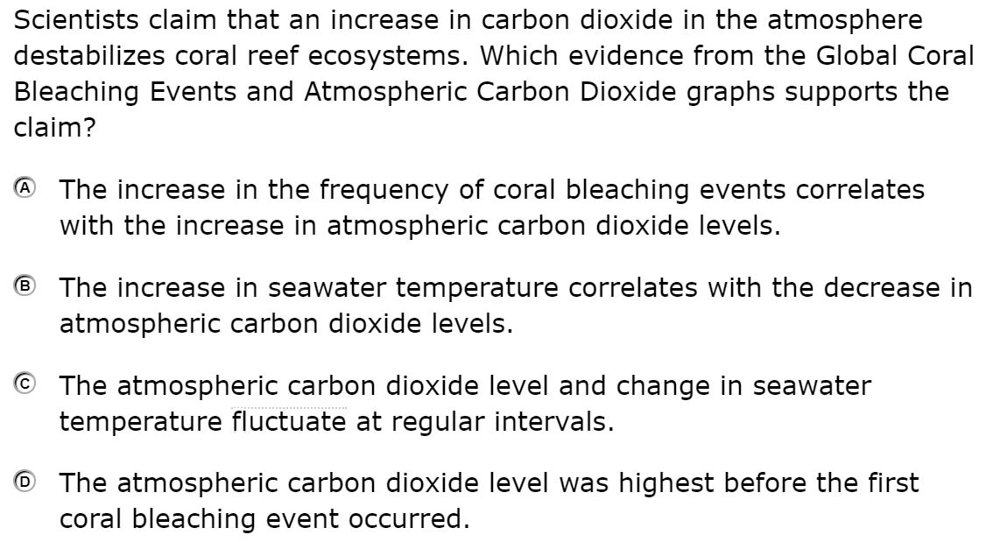 Scientists claim that an increase in carbon dioxide in the atmosphere
destabilizes coral reef ecosystems. Which evidence from the Global Coral
Bleaching Events and Atmospheric Carbon Dioxide graphs supports the
claim?
A The increase in the frequency of coral bleaching events correlates
with the increase in atmospheric carbon dioxide levels.
B The increase in seawater temperature correlates with the decrease in
atmospheric carbon dioxide levels.
C The atmospheric carbon dioxide level and change in seawater
temperature fluctuate at regular intervals.
D The atmospheric carbon dioxide level was highest before the first
coral bleaching event occurred.